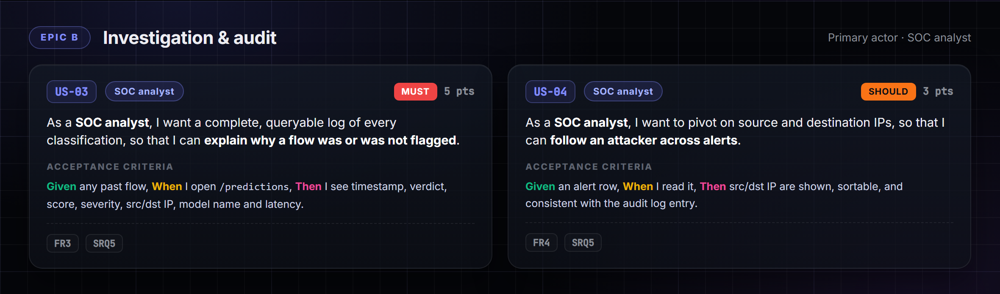 EPIC B Investigation & audit Primary actor · SOC analyst
US-03 SOC analyst MUST 5 pts
As a SOC analyst, I want a complete, queryable log of every
classification, so that I can explain why a flow was or was not flagged.
ACCEPTANCE CRITERIA
Given any past flow, When I open /predictions, Then I see timestamp, verdict,
score, severity, src/dst IP, model name and latency.
FR3 SRQ5
US-04 SOC analyst SHOULD 3 pts
As a SOC analyst, I want to pivot on source and destination IPs, so that I
can follow an attacker across alerts.
ACCEPTANCE CRITERIA
Given an alert row, When I read it, Then src/dst IP are shown, sortable, and
consistent with the audit log entry.
FR4 SRQ5